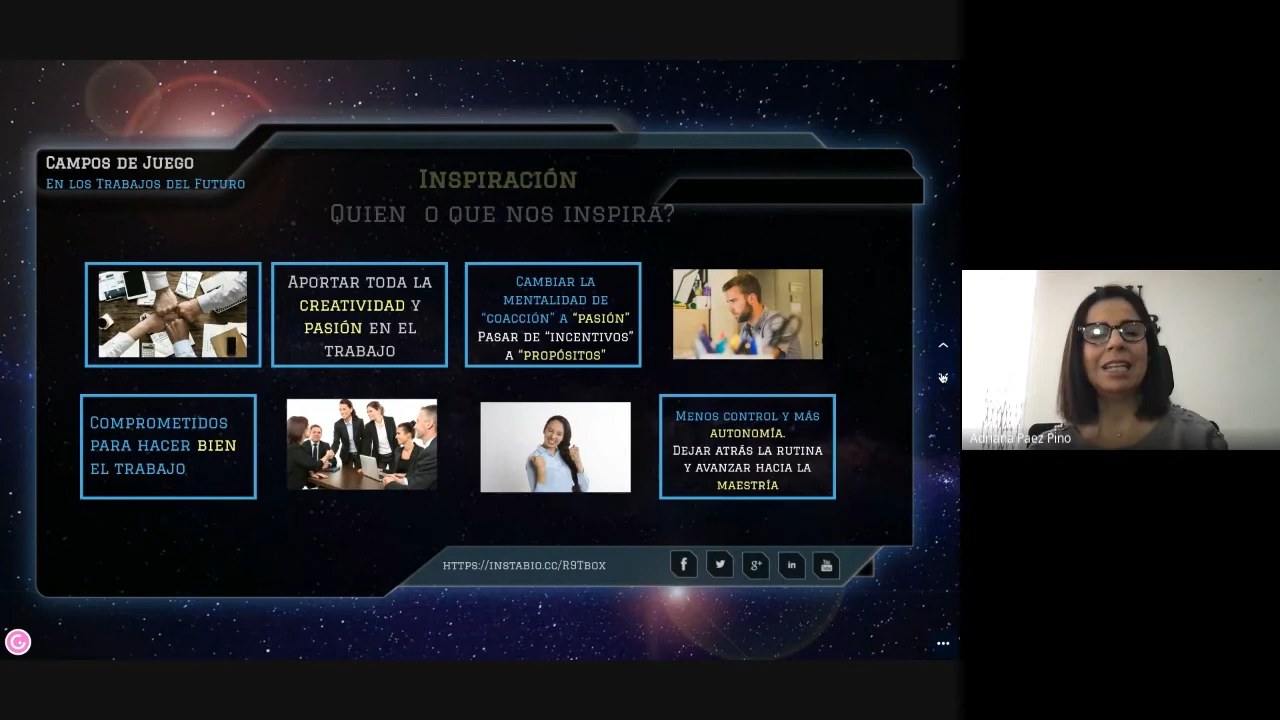 Campos de Juego
En los Trabajos del Futuro
Inspiración
Quien o que nos inspira?
Aportar toda la
creatividad y
pasión en el
trabajo
Cambiar la
mentalidad de
“coacción” a “pasión”
Pasar de “incentivos”
a “propósitos”
Comprometidos
para hacer bien
el trabajo
Menos control y más
autonomía.
Dejar atrás la rutina
y avanzar hacia la
maestría
https://instabio.cc/R9Tbox
Adriana Paez Pino